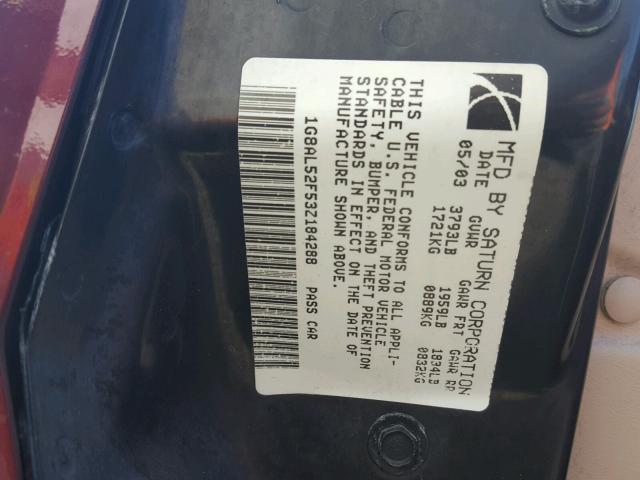 MFD BY SATURN CORPORATION
DATE GVWR GAWR FRT GAWR RR
05/03 3793LB 1959LB 1834LB
1721KG 0889KG 0832KG
THIS VEHICLE CONFORMS TO ALL APPLI-
CABLE U.S. FEDERAL MOTOR VEHICLE
SAFETY, BUMPER, AND THEFT PREVENTION
STANDARDS IN EFFECT ON THE DATE OF
MANUFACTURE SHOWN ABOVE.
1G8AL52F53Z184288 PASS CAR